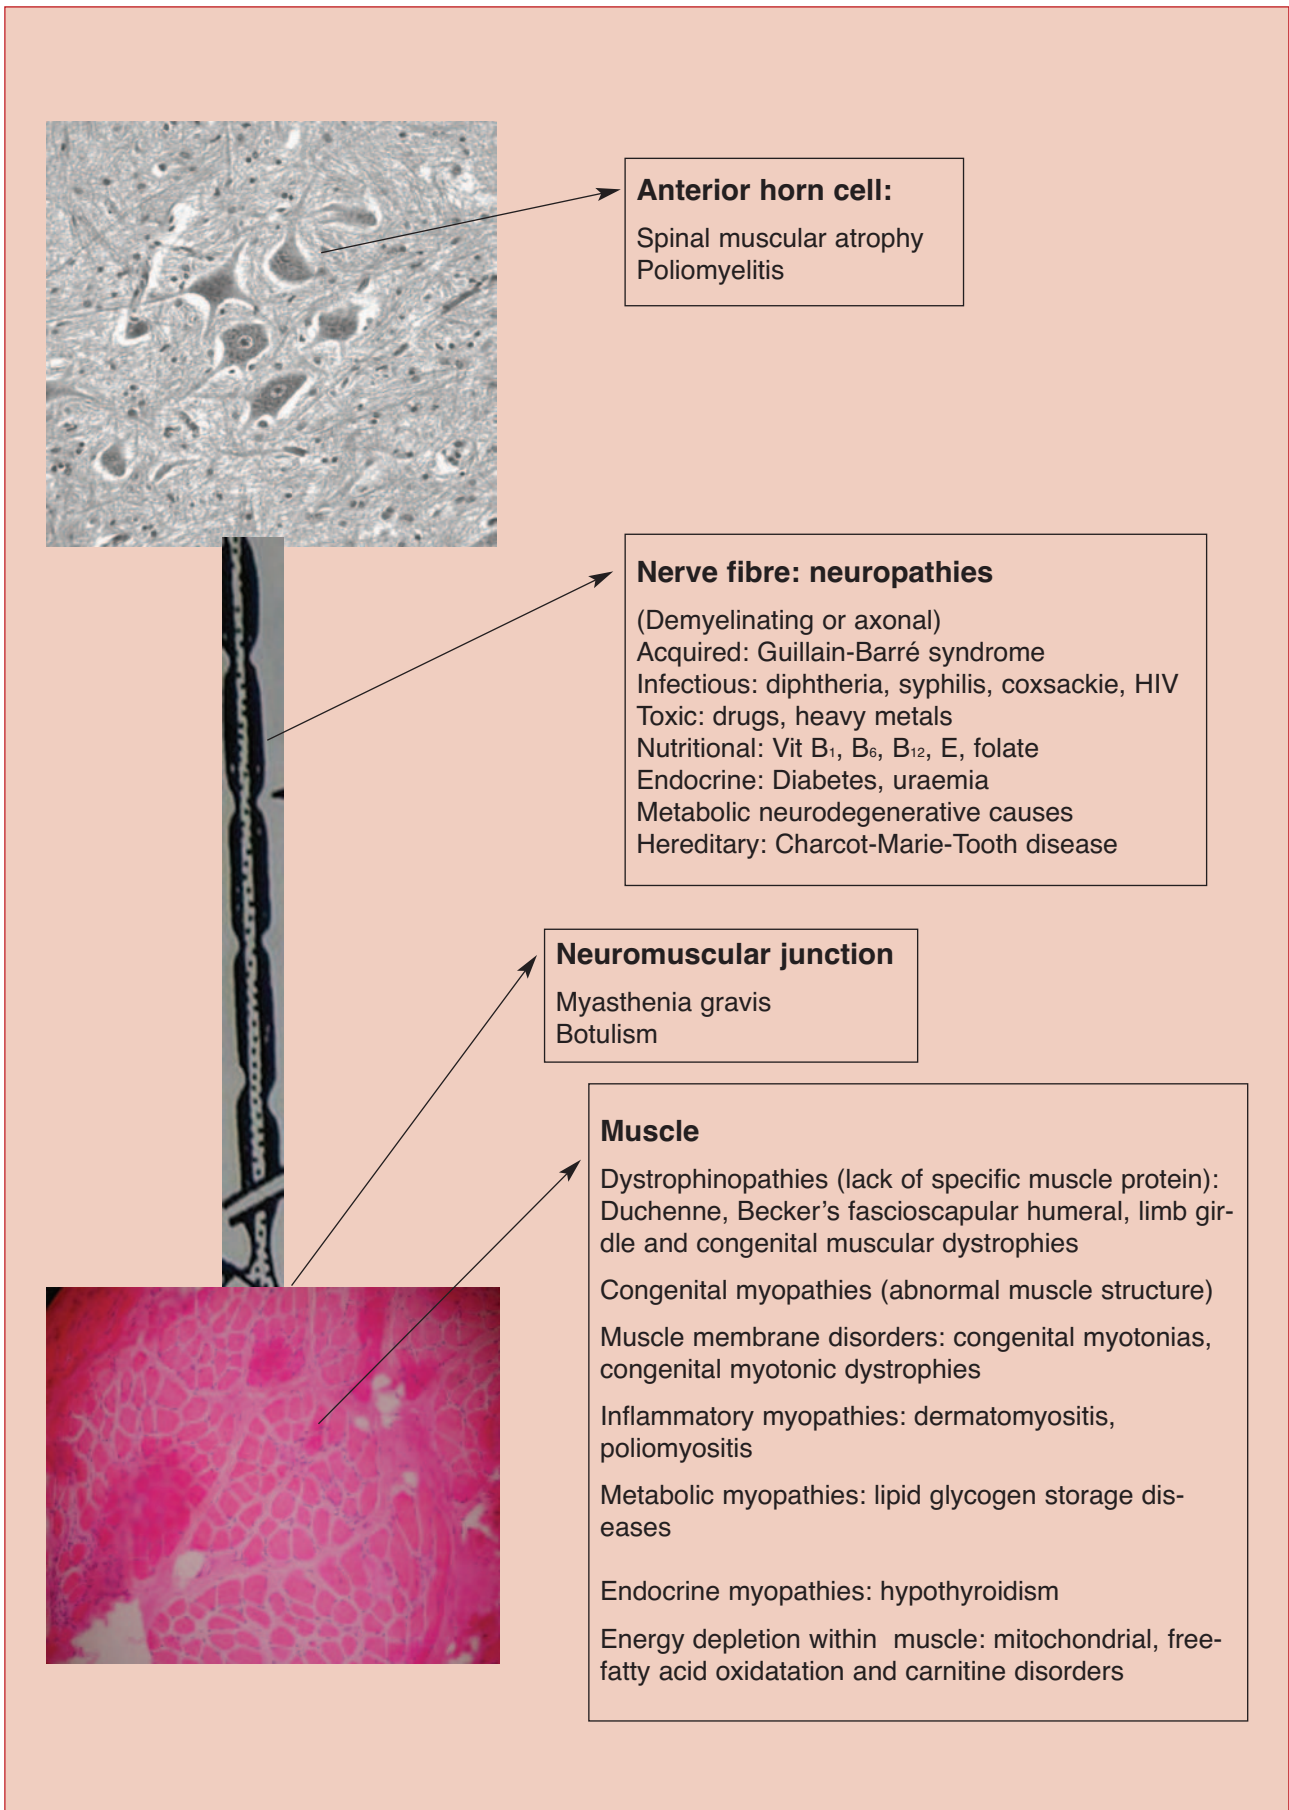 Anterior horn cell:
Spinal muscular atrophy
Poliomyelitis
Nerve fibre: neuropathies
(Demyelinating or axonal)
Acquired: Guillain-Barré syndrome
Infectious: diphtheria, syphilis, coxsackie, HIV
Toxic: drugs, heavy metals
Nutritional: Vit B₁, B₆, B₁₂, E, folate
Endocrine: Diabetes, uraemia
Metabolic neurodegenerative causes
Hereditary: Charcot-Marie-Tooth disease
Neuromuscular junction
Myasthenia gravis
Botulism
Muscle
Dystrophinopathies (lack of specific muscle protein):
Duchenne, Becker's fascioscapular humeral, limb gir-
dle and congenital muscular dystrophies
Congenital myopathies (abnormal muscle structure)
Muscle membrane disorders: congenital myotonias,
congenital myotonic dystrophies
Inflammatory myopathies: dermatomyositis,
poliomyositis
Metabolic myopathies: lipid glycogen storage dis-
eases
Endocrine myopathies: hypothyroidism
Energy depletion within muscle: mitochondrial, free-
fatty acid oxidatation and carnitine disorders